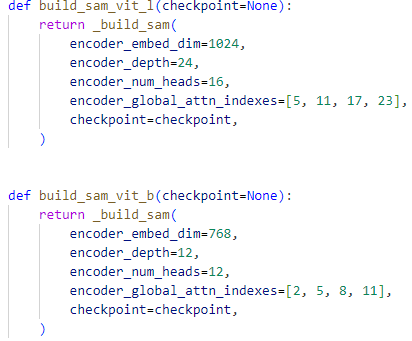 def build_sam_vit_l(checkpoint=None):
    return _build_sam(
        encoder_embed_dim=1024,
        encoder_depth=24,
        encoder_num_heads=16,
        encoder_global_attn_indexes=[5, 11, 17, 23],
        checkpoint=checkpoint,
    )
def build_sam_vit_b(checkpoint=None):
    return _build_sam(
        encoder_embed_dim=768,
        encoder_depth=12,
        encoder_num_heads=12,
        encoder_global_attn_indexes=[2, 5, 8, 11],
        checkpoint=checkpoint,
    )